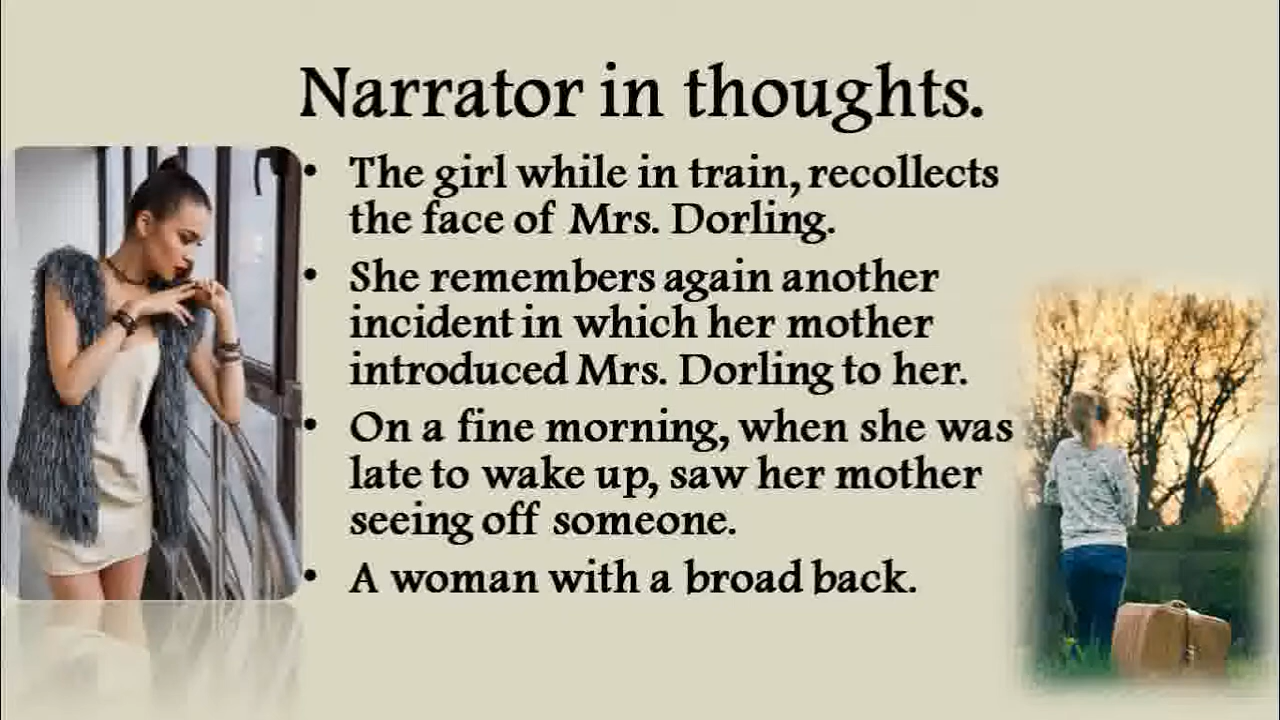 Narrator in thoughts.
• The girl while in train, recollects
the face of Mrs. Dorling.
• She remembers again another
incident in which her mother
introduced Mrs. Dorling to her.
• On a fine morning, when she was
late to wake up, saw her mother
seeing off someone.
• A woman with a broad back.